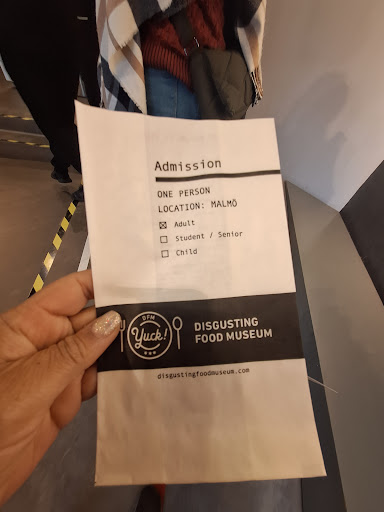 Admission
ONE PERSON
LOCATION: MALMÖ
☒ Adult
☐ Student / Senior
☐ Child
DFM
Yuck!
DISGUSTING
FOOD MUSEUM
disgustingfoodmuseum.com